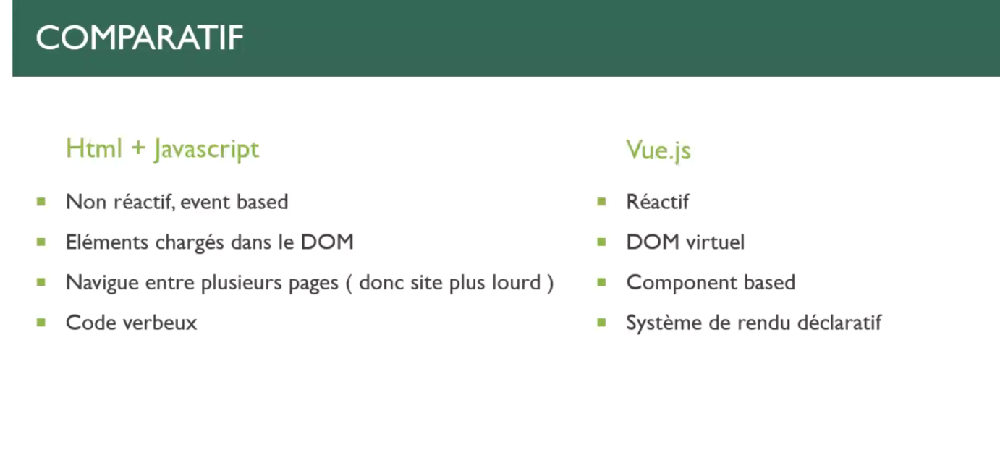 COMPARATIF
Html + Javascript
Non réactif, event based
Eléments chargés dans le DOM
Navigue entre plusieurs pages ( donc site plus lourd )
Code verbeux
Vue.js
Réactif
DOM virtuel
Component based
Système de rendu déclaratif